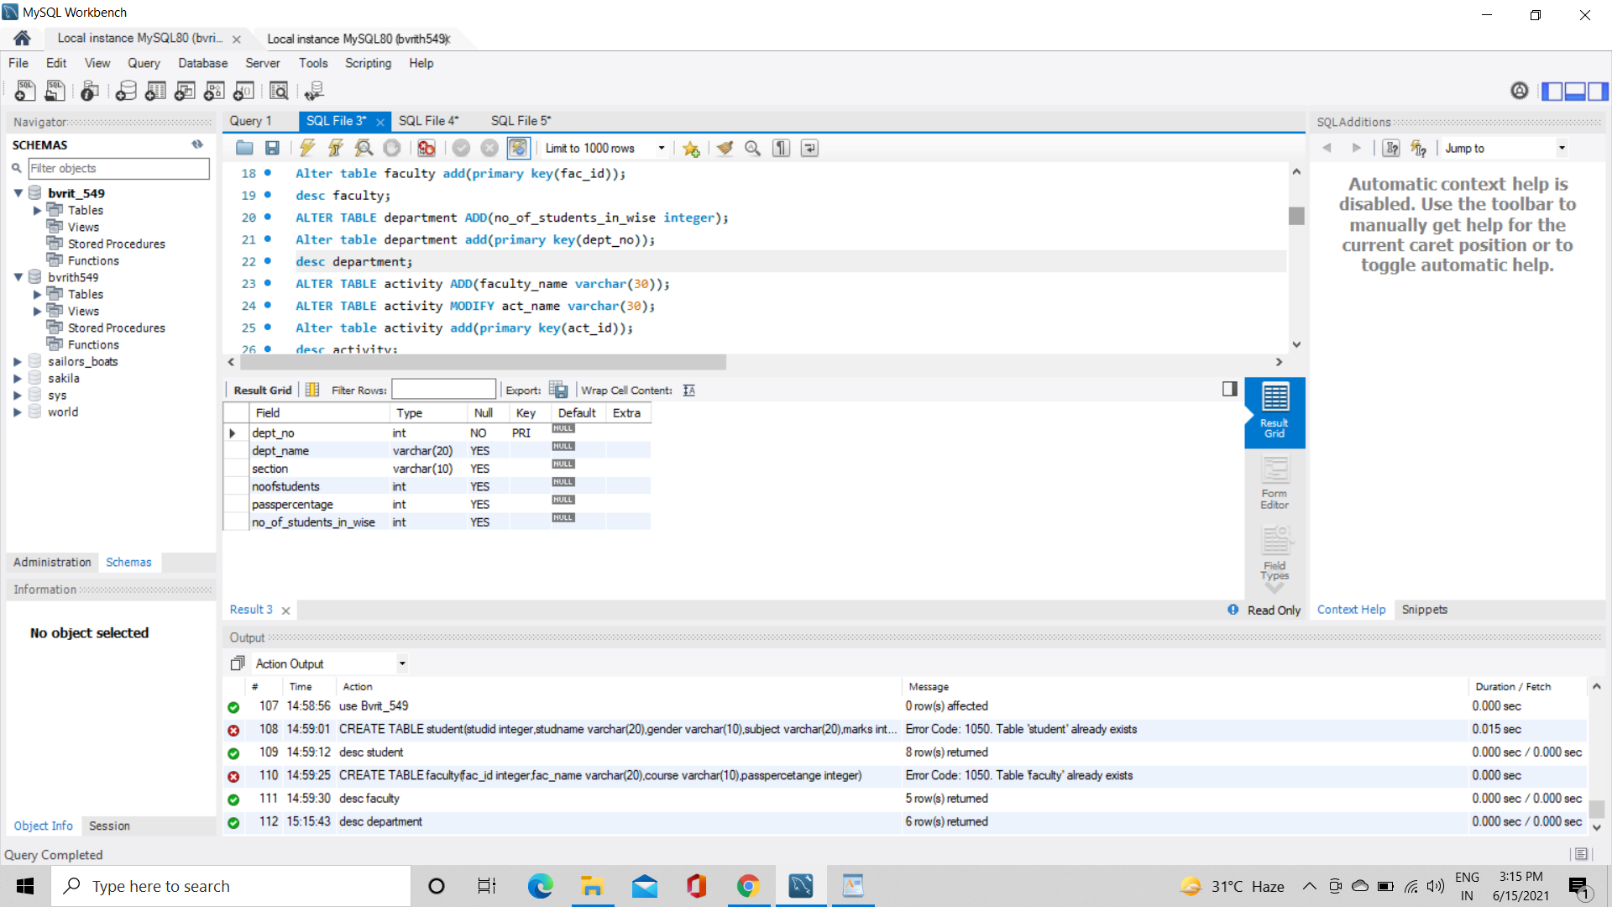 MySQL Workbench
Local instance MySQL80 (bvri...
Local instance MySQL80 (bvrith549)
File Edit View Query Database Server Tools Scripting Help
Navigator
SCHEMAS
Filter objects
bvrit_549
Tables
Views
Stored Procedures
Functions
bvrith549
Tables
Views
Stored Procedures
Functions
sailors_boats
sakila
sys
world
Administration Schemas
Information
No object selected
Object Info Session
Query 1 SQL File 3* SQL File 4* SQL File 5*
Limit to 1000 rows
18 Alter table faculty add(primary key(fac_id));
19 desc faculty;
20 ALTER TABLE department ADD(no_of_students_in_wise integer);
21 Alter table department add(primary key(dept_no));
22 desc department;
23 ALTER TABLE activity ADD(faculty_name varchar(30));
24 ALTER TABLE activity MODIFY act_name varchar(30);
25 Alter table activity add(primary key(act_id));
26 desc activity;
Result Grid Filter Rows: Export: Wrap Cell Content:
Field Type Null Key Default Extra
dept_no int NO PRI NULL
dept_name varchar(20) YES NULL
section varchar(10) YES NULL
noofstudents int YES NULL
passpercentage int YES NULL
no_of_students_in_wise int YES NULL
Result Grid
Form Editor
Field Types
Result 3
Read Only
SQLAdditions
Jump to
Automatic context help is
disabled. Use the toolbar to
manually get help for the
current caret position or to
toggle automatic help.
Context Help Snippets
Output
Action Output
# Time Action Message Duration / Fetch
107 14:58:56 use Bvrit_549 0 row(s) affected 0.000 sec
108 14:59:01 CREATE TABLE student(studid integer,studname varchar(20),gender varchar(10),subject varchar(20),marks int... Error Code: 1050. Table 'student' already exists 0.015 sec
109 14:59:12 desc student 8 row(s) returned 0.000 sec / 0.000 sec
110 14:59:25 CREATE TABLE faculty(fac_id integer,fac_name varchar(20),course varchar(10),passpercetange integer) Error Code: 1050. Table 'faculty' already exists 0.000 sec
111 14:59:30 desc faculty 5 row(s) returned 0.000 sec / 0.000 sec
112 15:15:43 desc department 6 row(s) returned 0.000 sec / 0.000 sec
Query Completed
Type here to search
31°C Haze
ENG
IN
3:15 PM
6/15/2021
1